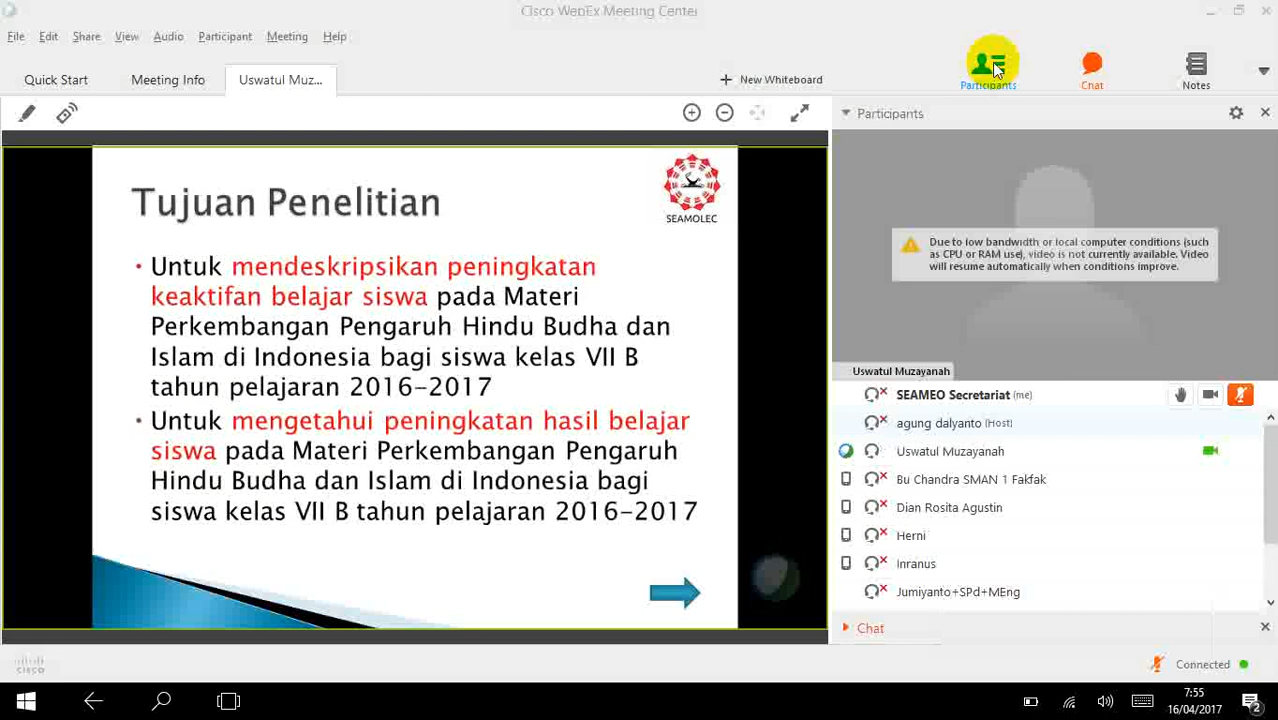 Cisco WebEx Meeting Center
File Edit Share View Audio Participant Meeting Help
Quick Start Meeting Info Uswatul Muz... + New Whiteboard
Participants Chat Notes
Participants
Tujuan Penelitian
SEAMOLEC
• Untuk mendeskripsikan peningkatan
keaktifan belajar siswa pada Materi
Perkembangan Pengaruh Hindu Budha dan
Islam di Indonesia bagi siswa kelas VII B
tahun pelajaran 2016-2017
• Untuk mengetahui peningkatan hasil belajar
siswa pada Materi Perkembangan Pengaruh
Hindu Budha dan Islam di Indonesia bagi
siswa kelas VII B tahun pelajaran 2016-2017
Due to low bandwidth or local computer conditions (such
as CPU or RAM use), video is not currently available. Video
will resume automatically when conditions improve.
Uswatul Muzayanah
SEAMEO Secretariat (me)
agung dalyanto (Host)
Uswatul Muzayanah
Bu Chandra SMAN 1 Fakfak
Dian Rosita Agustin
Herni
Inranus
Jumiyanto+SPd+MEng
Chat
cisco
Connected
7:55
16/04/2017
2